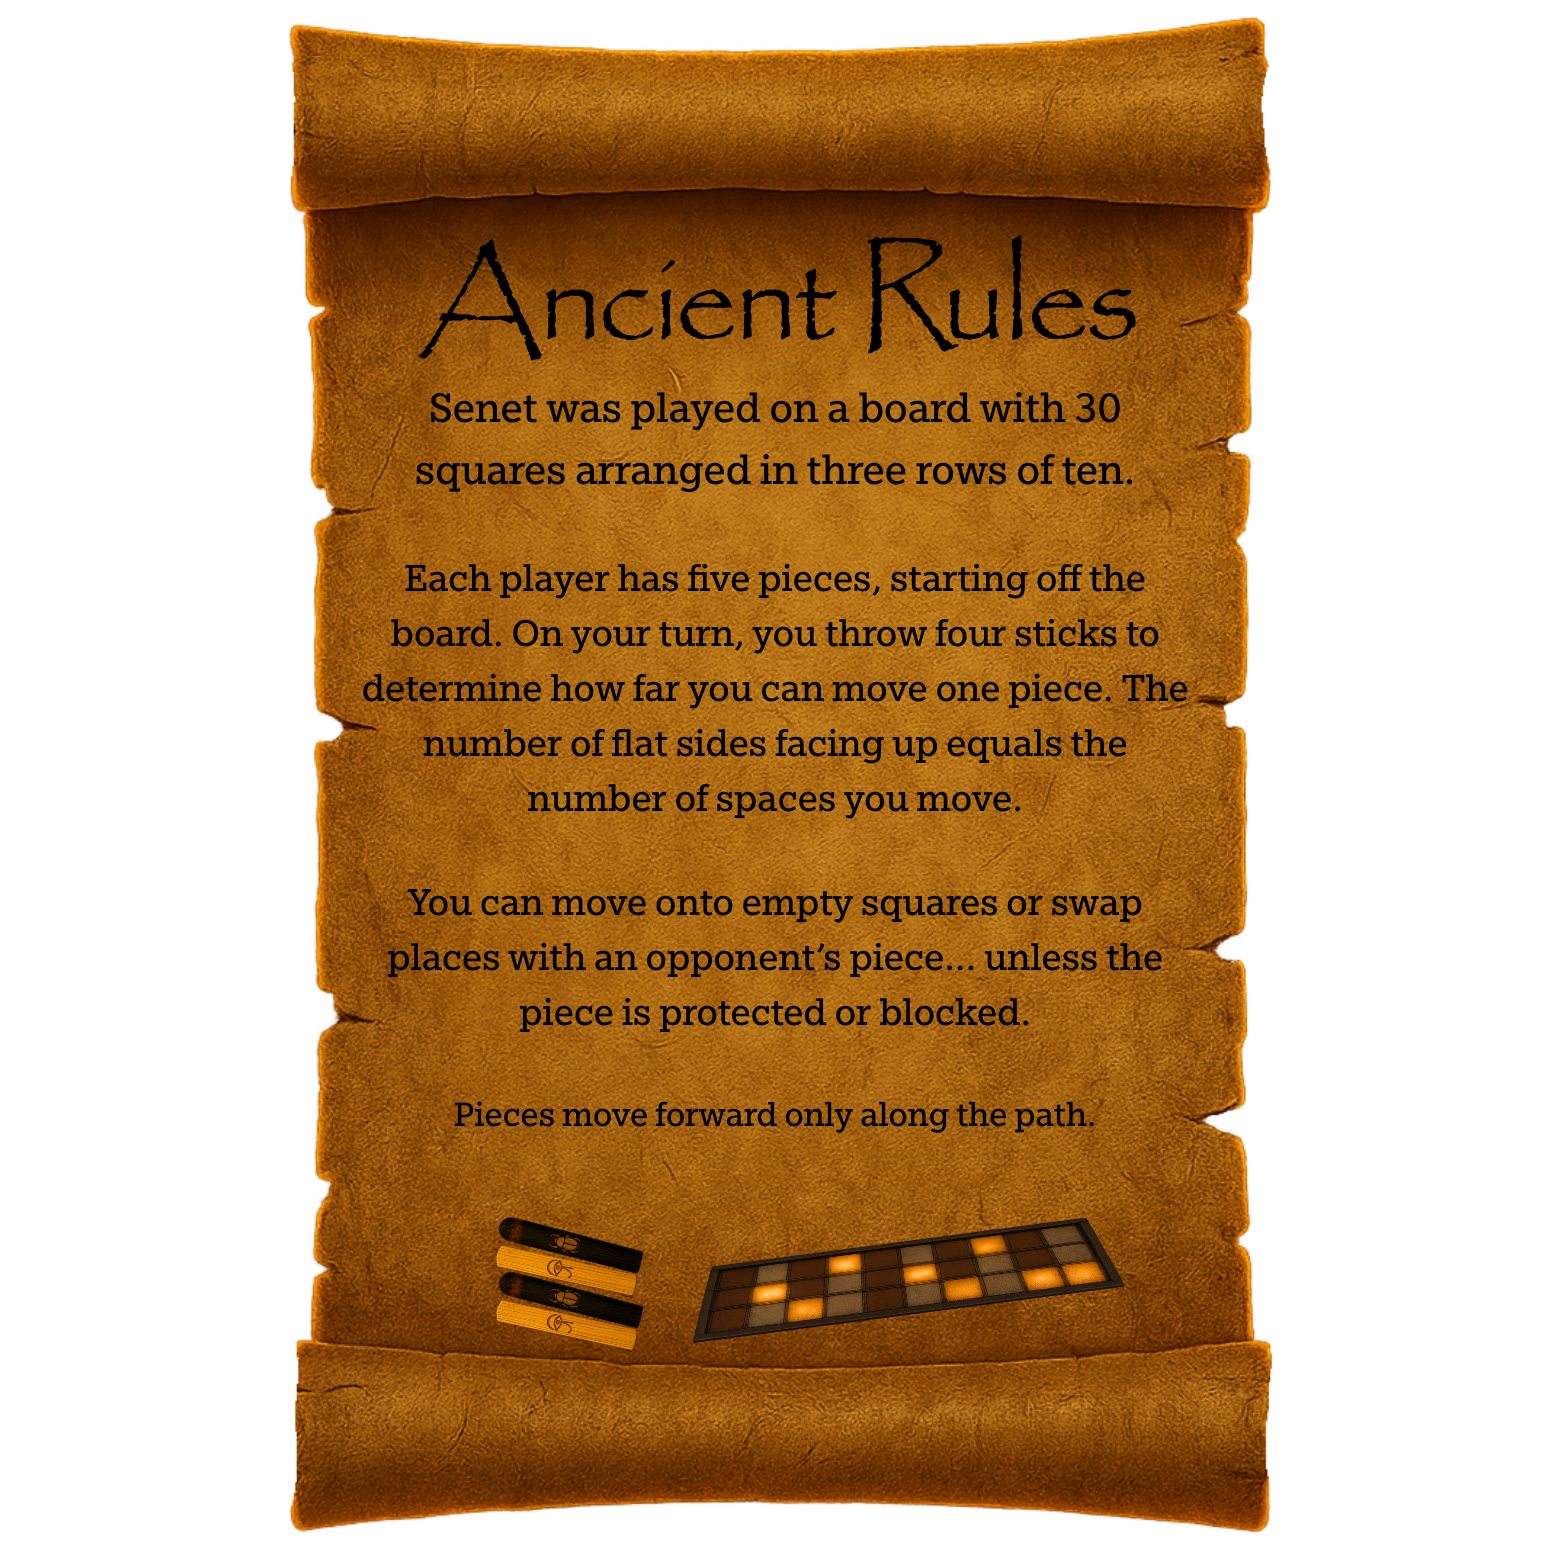 Ancient Rules
Senet was played on a board with 30
squares arranged in three rows of ten.
Each player has five pieces, starting off the
board. On your turn, you throw four sticks to
determine how far you can move one piece. The
number of flat sides facing up equals the
number of spaces you move.
You can move onto empty squares or swap
places with an opponent’s piece... unless the
piece is protected or blocked.
Pieces move forward only along the path.